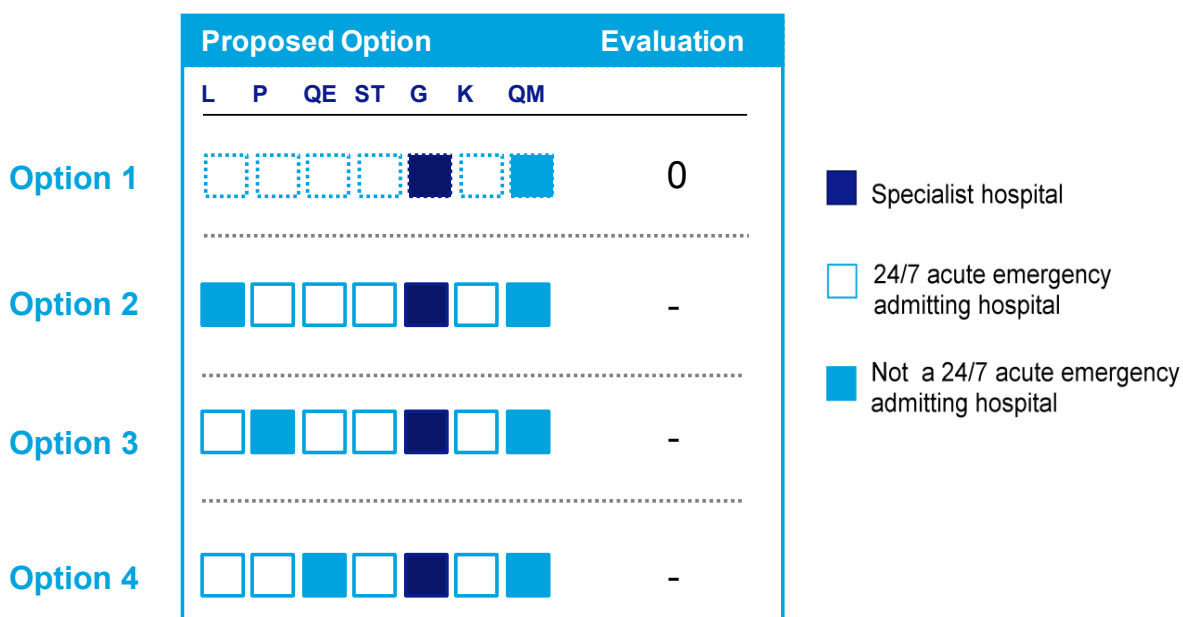 Proposed Option Evaluation
L P QE ST G K QM
Option 1 0
Option 2 -
Option 3 -
Option 4 -
Specialist hospital
24/7 acute emergency
admitting hospital
Not a 24/7 acute emergency
admitting hospital